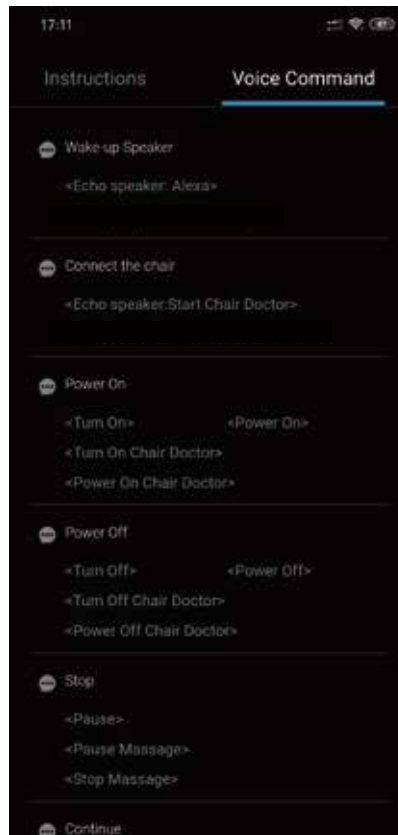 17:11
Instructions Voice Command
Wake-up Speaker
<Echo speaker: Alexa>
Connect the chair
<Echo speaker:Start Chair Doctor>
Power On
<Turn On> <Power On>
<Turn On Chair Doctor>
<Power On Chair Doctor>
Power Off
<Turn Off> <Power Off>
<Turn Off Chair Doctor>
<Power Off Chair Doctor>
Stop
<Pause>
<Pause Massage>
<Stop Massage>
Continue